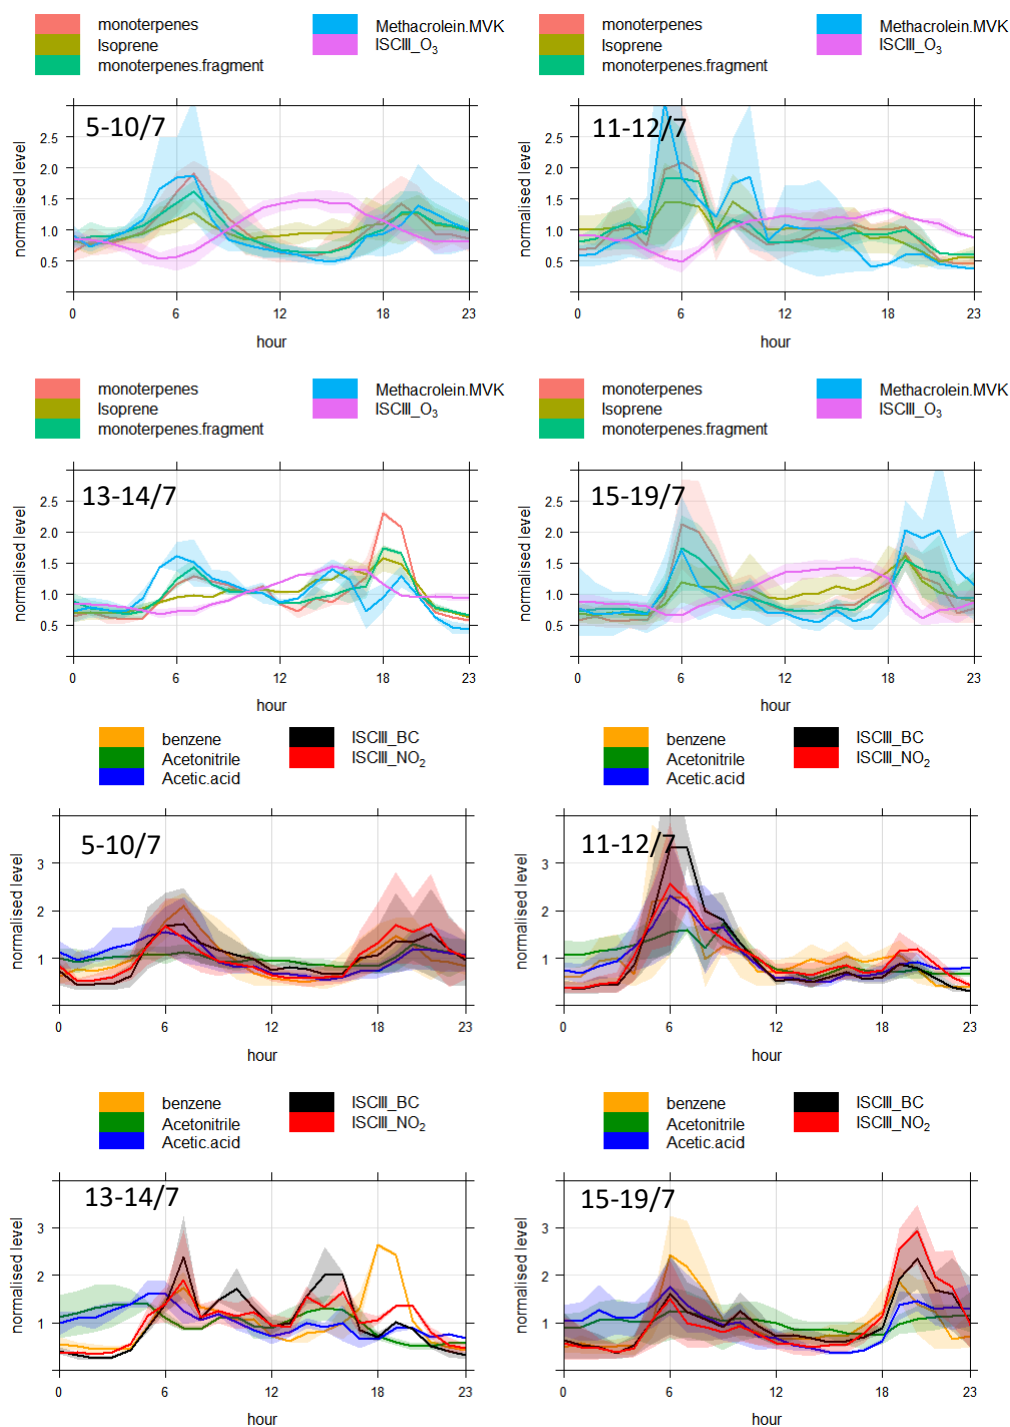 monoterpenes Methacrolein.MVK
Isoprene ISCIII_O3
monoterpenes.fragment
monoterpenes Methacrolein.MVK
Isoprene ISCIII_O3
monoterpenes.fragment
5-10/7
normalised level
2.5
2.0
1.5
1.0
0.5
0 6 12 18 23
hour
11-12/7
normalised level
2.5
2.0
1.5
1.0
0.5
0 6 12 18 23
hour
monoterpenes Methacrolein.MVK
Isoprene ISCIII_O3
monoterpenes.fragment
monoterpenes Methacrolein.MVK
Isoprene ISCIII_O3
monoterpenes.fragment
13-14/7
normalised level
2.5
2.0
1.5
1.0
0.5
0 6 12 18 23
hour
15-19/7
normalised level
2.5
2.0
1.5
1.0
0.5
0 6 12 18 23
hour
benzene ISCIII_BC
Acetonitrile ISCIII_NO2
Acetic.acid
benzene ISCIII_BC
Acetonitrile ISCIII_NO2
Acetic.acid
5-10/7
normalised level
3
2
1
0 6 12 18 23
hour
11-12/7
normalised level
3
2
1
0 6 12 18 23
hour
benzene ISCIII_BC
Acetonitrile ISCIII_NO2
Acetic.acid
benzene ISCIII_BC
Acetonitrile ISCIII_NO2
Acetic.acid
13-14/7
normalised level
3
2
1
0 6 12 18 23
hour
15-19/7
normalised level
3
2
1
0 6 12 18 23
hour